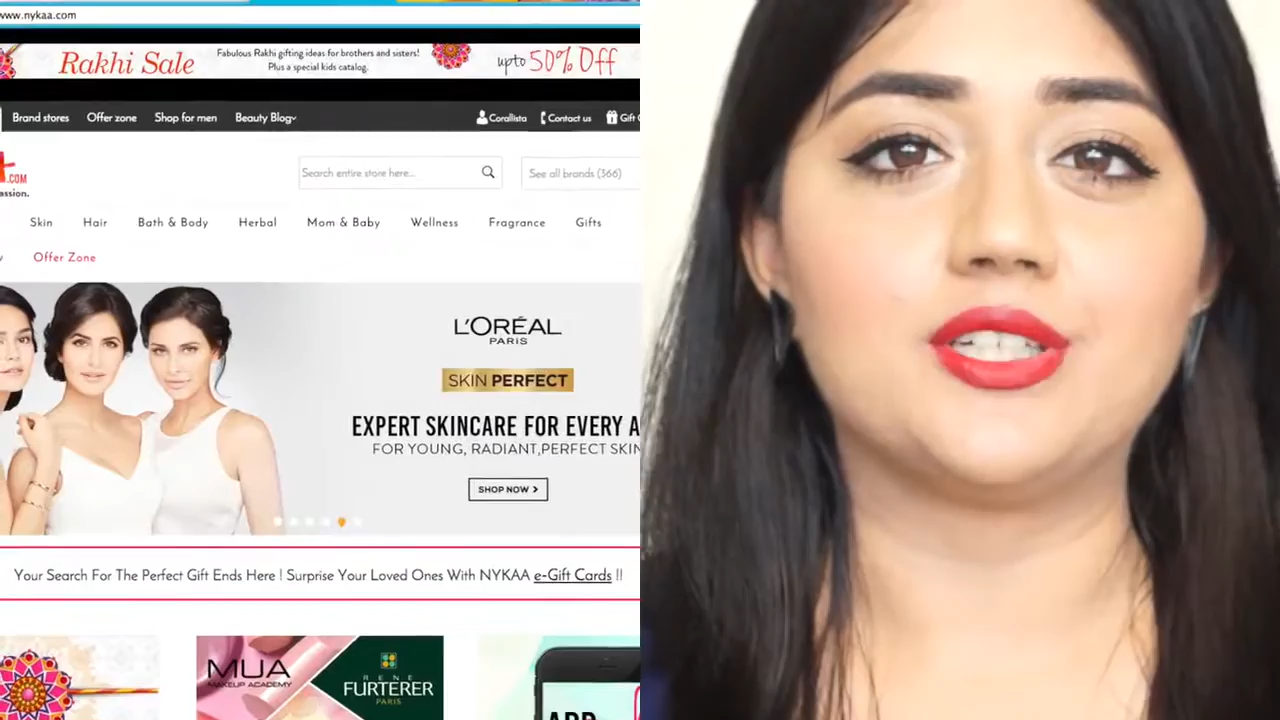 www.nykaa.com
Rakhi Sale
Fabulous Rakhi gifting ideas for brothers and sisters!
Plus a special kids catalog.
upto 50% Off
Brand stores Offer zone Shop for men Beauty Blog Corallista Contact us Gift
.COM
Search entire store here... See all brands (366)
Skin Hair Bath & Body Herbal Mom & Baby Wellness Fragrance Gifts
Offer Zone
L'ORÉAL
PARIS
SKIN PERFECT
EXPERT SKINCARE FOR EVERY A
FOR YOUNG, RADIANT,PERFECT SKIN
SHOP NOW >
Your Search For The Perfect Gift Ends Here ! Surprise Your Loved Ones With NYKAA e-Gift Cards !!
MUA
MAKEUP ACADEMY
RENE
FURTERER
PARIS
APP